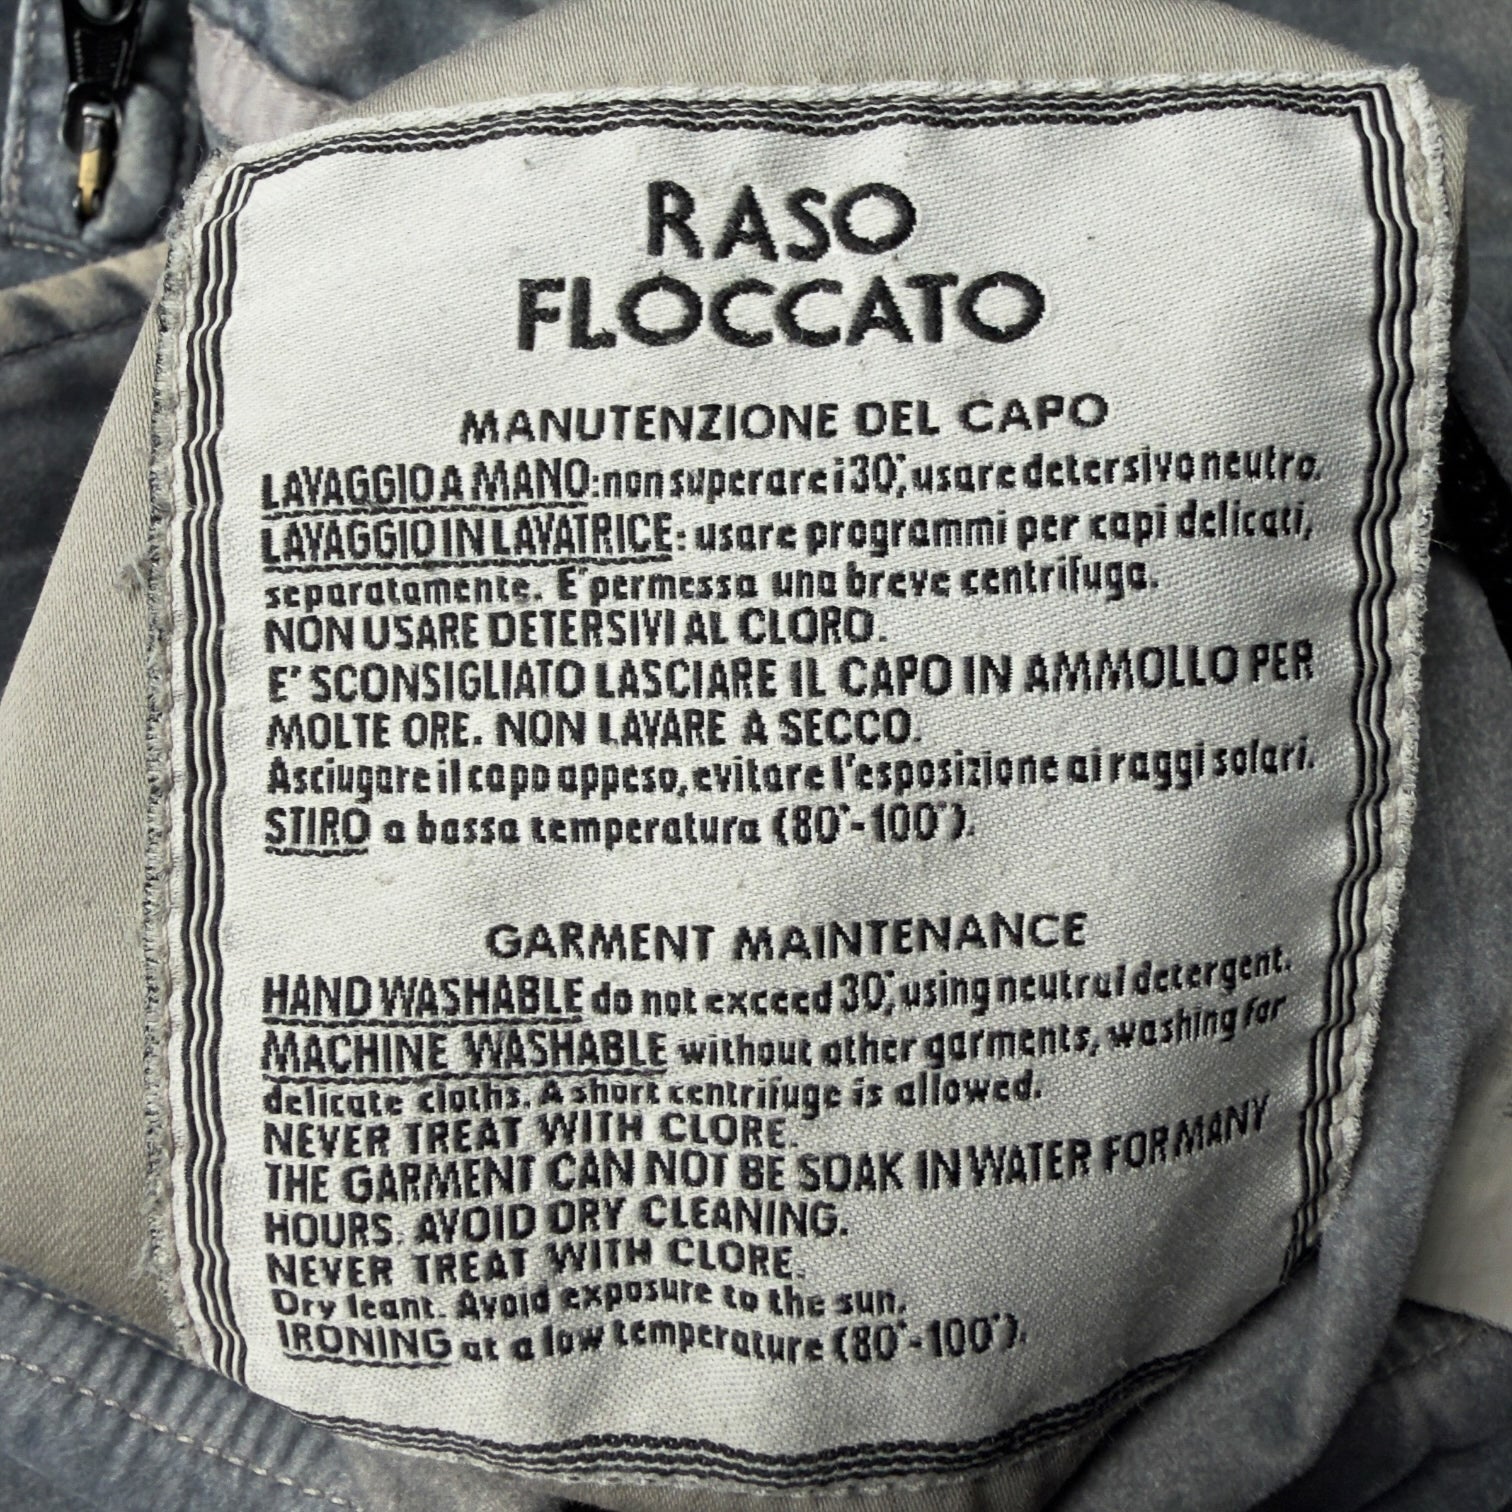 RASO
FLOCCATO
MANUTENZIONE DEL CAPO
LAVAGGIO A MANO: non superare i 30°, usare detersivo neutro.
LAVAGGIO IN LAVATRICE: usare programmi per capi delicati,
separatamente. E' permessa una breve centrifuga.
NON USARE DETERSIVI AL CLORO.
E' SCONSIGLIATO LASCIARE IL CAPO IN AMMOLLO PER
MOLTE ORE. NON LAVARE A SECCO.
Asciugare il capo appeso, evitare l'esposizione ai raggi solari.
STIRO a bassa temperatura (80°-100°).
GARMENT MAINTENANCE
HAND WASHABLE do not exceed 30°, using neutral detergent.
MACHINE WASHABLE without other garments, washing for
delicate cloths. A short centrifuge is allowed.
NEVER TREAT WITH CLORE.
THE GARMENT CAN NOT BE SOAK IN WATER FOR MANY
HOURS. AVOID DRY CLEANING.
NEVER TREAT WITH CLORE.
Dry leant. Avoid exposure to the sun.
IRONING at a low temperature (80°-100°).